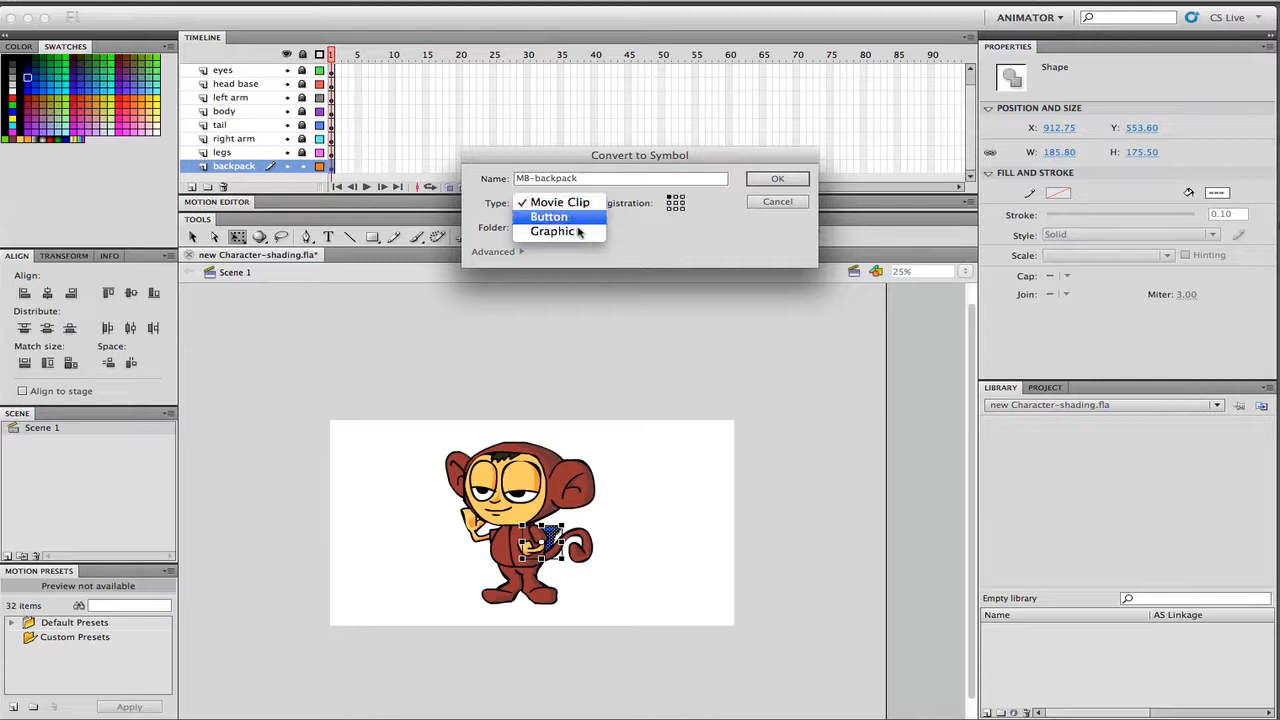 Fl
ANIMATOR
CS Live
COLOR
SWATCHES
TIMELINE
1
5
10
15
20
25
30
35
40
45
50
55
60
65
70
75
80
85
90
eyes
head base
left arm
body
tail
right arm
legs
backpack
MOTION EDITOR
TOOLS
T
new Character-shading.fla*
Scene 1
25%
Convert to Symbol
Name:
MB-backpack
OK
Type:
Movie Clip
Button
Graphic
gistration:
Cancel
Folder:
Advanced
ALIGN
TRANSFORM
INFO
Align:
Distribute:
Match size:
Space:
Align to stage
SCENE
Scene 1
MOTION PRESETS
Preview not available
32 items
Default Presets
Custom Presets
Apply
PROPERTIES
Shape
POSITION AND SIZE
X: 912.75
Y: 553.60
W: 185.80
H: 175.50
FILL AND STROKE
Stroke:
0.10
Style: Solid
Scale:
Hinting
Cap:
Join:
Miter: 3.00
LIBRARY
PROJECT
new Character-shading.fla
Empty library
Name
AS Linkage